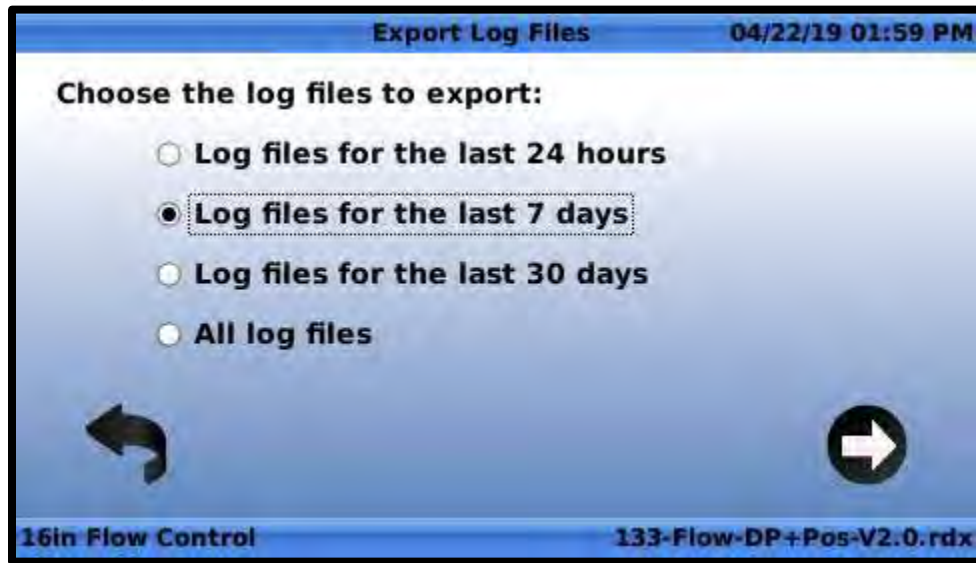 Export Log Files 04/22/19 01:59 PM
Choose the log files to export:
Log files for the last 24 hours
Log files for the last 7 days
Log files for the last 30 days
All log files
16in Flow Control 133-Flow-DP+Pos-V2.0.rdx